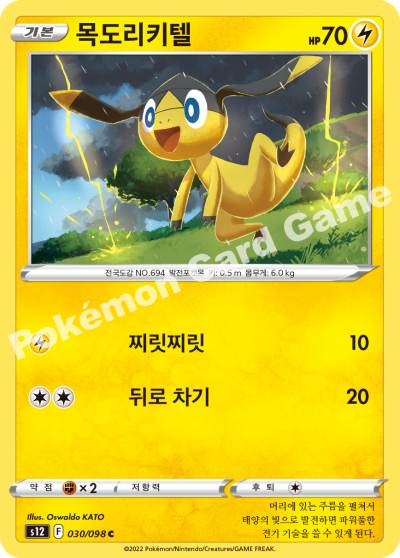 기본 목도리키텔 HP 70
전국도감 NO.694 발전포켓몬 키: 0.5 m 몸무게: 6.0 kg
Pokémon Card Game
찌릿찌릿 10
뒤로 차기 20
약점 ×2 저항력 후퇴
Illus. Oswaldo KATO
s12 F 030/098 C
머리에 있는 주름을 펼쳐서
태양의 빛으로 발전하면 파워풀한
전기 기술을 쓸 수 있게 된다.
©2022 Pokémon/Nintendo/Creatures/GAME FREAK.